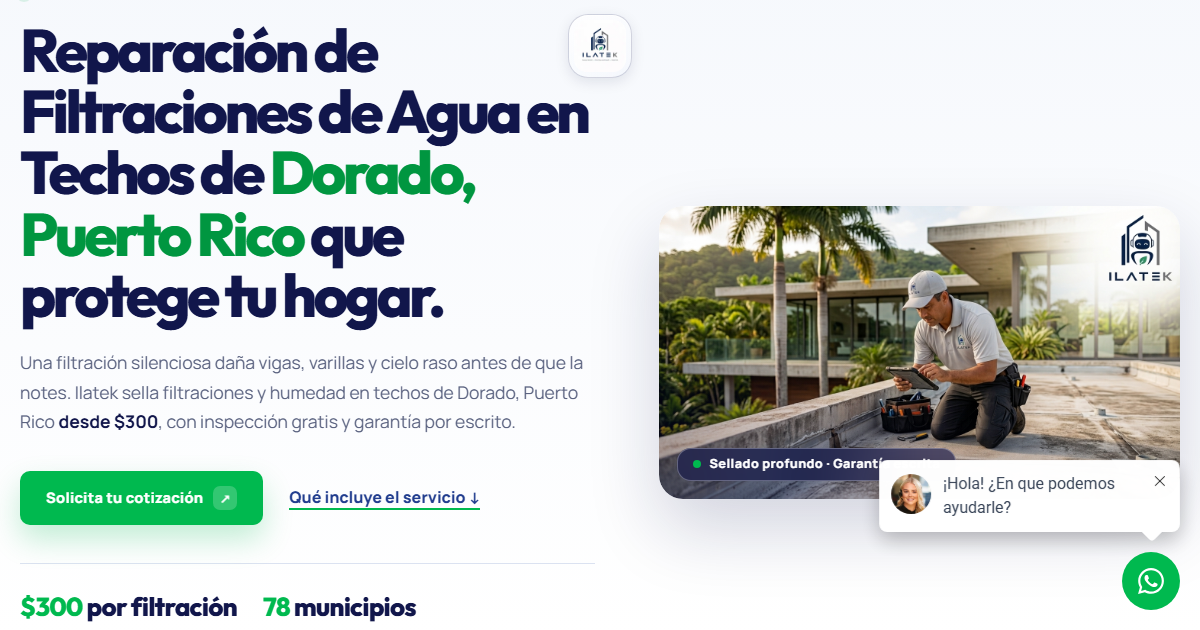 Reparación de
Filtraciones de Agua en
Techos de Dorado,
Puerto Rico que
protege tu hogar.
Una filtración silenciosa daña vigas, varillas y cielo raso antes de que la
notes. Ilatek sella filtraciones y humedad en techos de Dorado, Puerto
Rico desde $300, con inspección gratis y garantía por escrito.
Solicita tu cotización ↗
Qué incluye el servicio ↓
$300 por filtración
78 municipios
ILATEK
ILATEK
Sellado profundo · Garantía
¡Hola! ¿En que podemos
ayudarle?